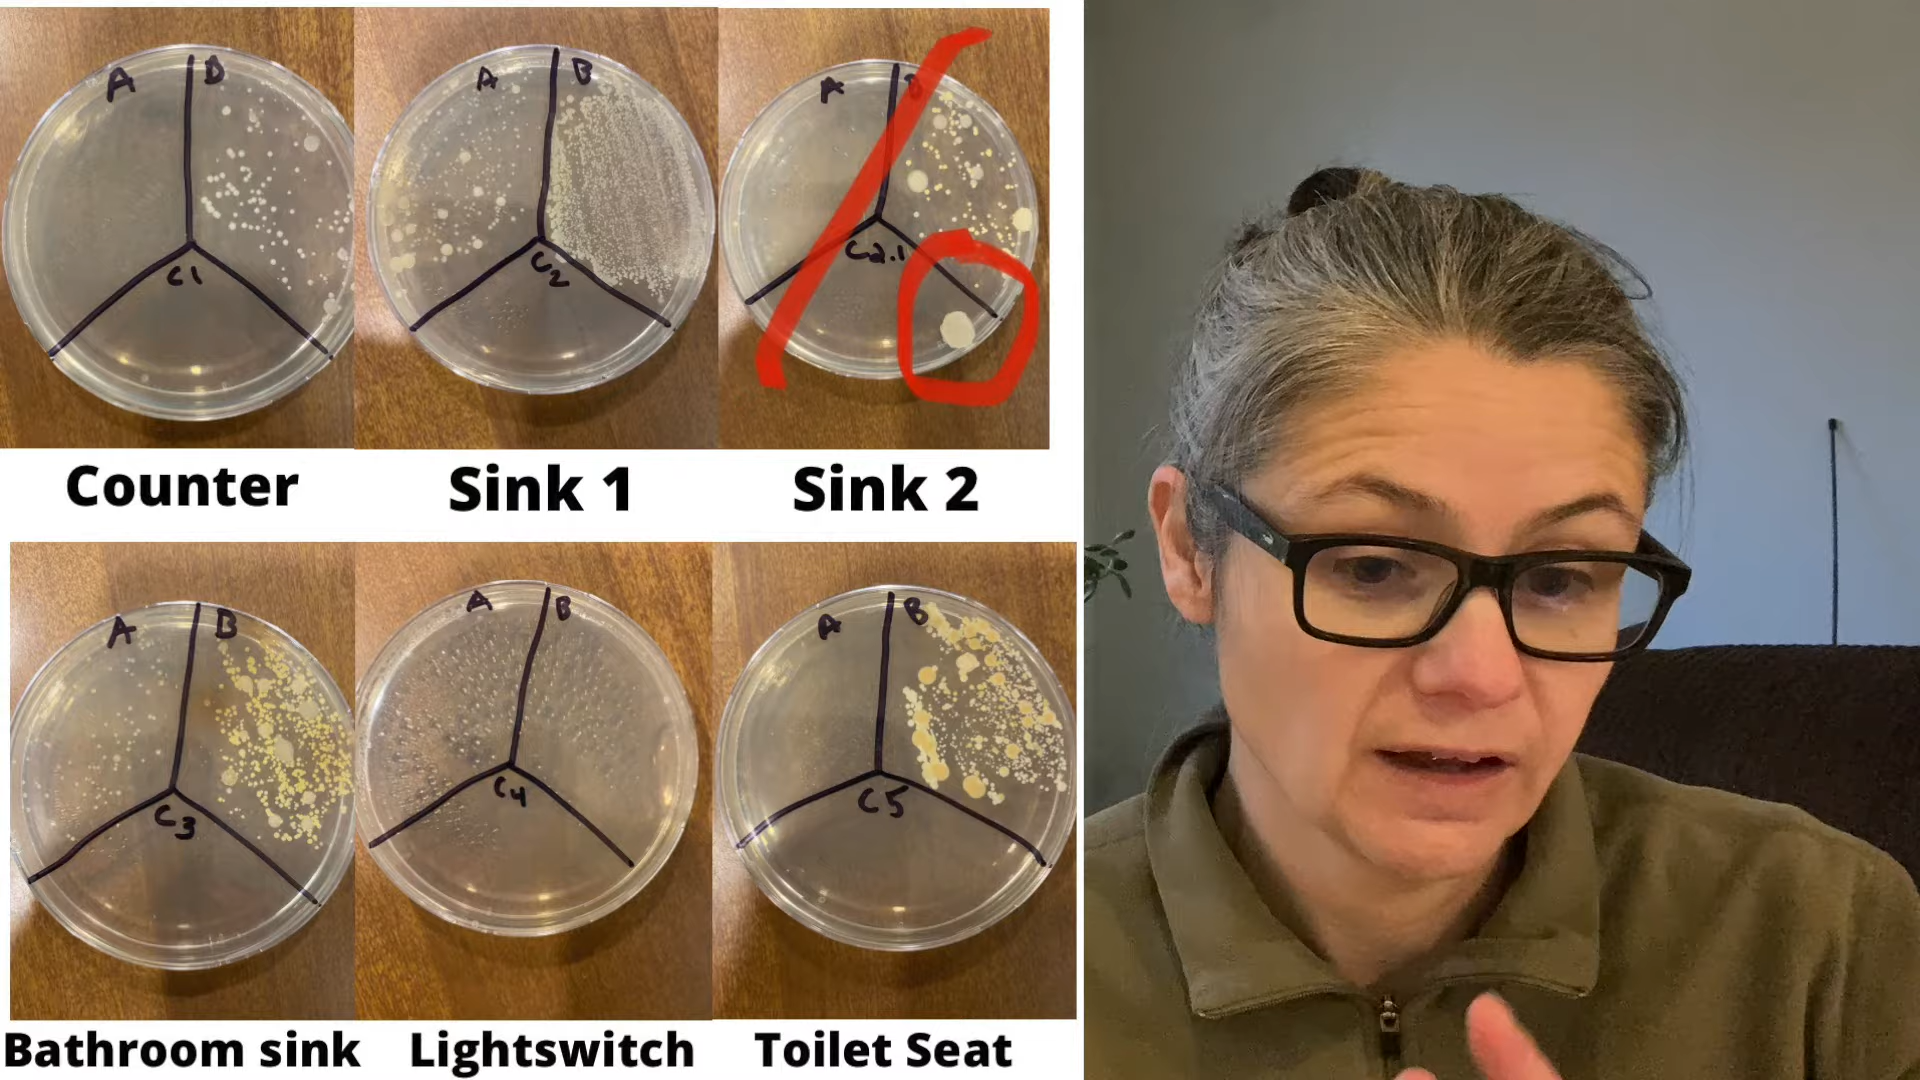 A D
C1
A B
C2
A B
C2.1
Counter
Sink 1
Sink 2
A B
C3
A B
C4
A B
C5
Bathroom sink
Lightswitch
Toilet Seat